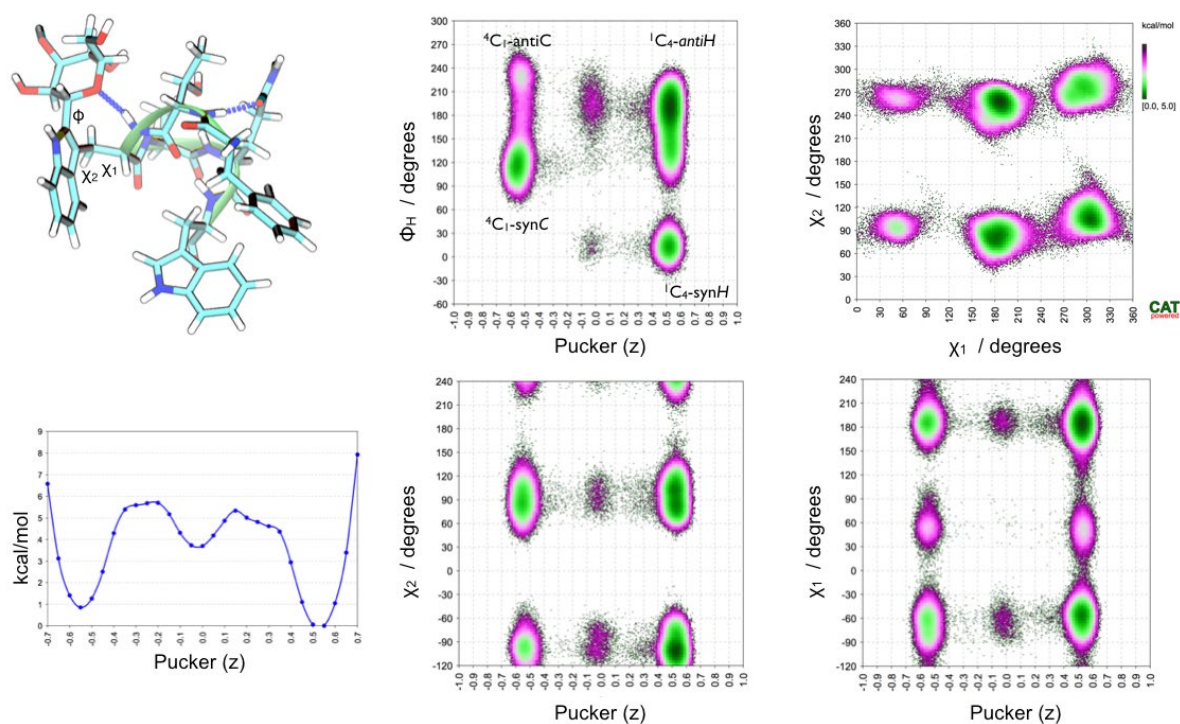 Φ
χ2 χ1
300
270
240
210
180
150
120
90
60
30
0
-30
-60
ΦH / degrees
4C1-antiC
1C4-antiH
4C1-synC
1C4-synH
-1.0 -0.9 -0.8 -0.7 -0.6 -0.5 -0.4 -0.3 -0.2 -0.1 0.0 0.1 0.2 0.3 0.4 0.5 0.6 0.7 0.8 0.9 1.0
Pucker (z)
360
330
300
270
240
210
180
150
120
90
60
30
0
χ2 / degrees
0 30 60 90 120 150 180 210 240 270 300 330 360
χ1 / degrees
kcal/mol
[0.0, 5.0]
CAT
powered
9
8
7
6
5
4
3
2
1
0
kcal/mol
-0.7 -0.6 -0.5 -0.4 -0.3 -0.2 -0.1 0.0 0.1 0.2 0.3 0.4 0.5 0.6 0.7
Pucker (z)
240
210
180
150
120
90
60
30
0
-30
-60
-90
-120
χ2 / degrees
-1.0 -0.9 -0.8 -0.7 -0.6 -0.5 -0.4 -0.3 -0.2 -0.1 0.0 0.1 0.2 0.3 0.4 0.5 0.6 0.7 0.8 0.9 1.0
Pucker (z)
240
210
180
150
120
90
60
30
0
-30
-60
-90
-120
χ1 / degrees
-1.0 -0.9 -0.8 -0.7 -0.6 -0.5 -0.4 -0.3 -0.2 -0.1 0.0 0.1 0.2 0.3 0.4 0.5 0.6 0.7 0.8 0.9 1.0
Pucker (z)